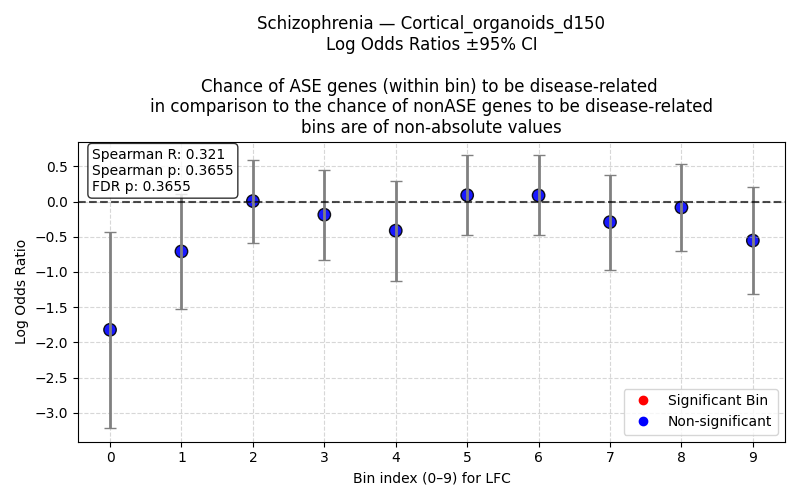 Schizophrenia — Cortical_organoids_d150
Log Odds Ratios ±95% CI
Chance of ASE genes (within bin) to be disease-related
in comparison to the chance of nonASE genes to be disease-related
bins are of non-absolute values
Spearman R: 0.321
Spearman p: 0.3655
FDR p: 0.3655
0.5
0.0
−0.5
−1.0
−1.5
−2.0
−2.5
−3.0
Log Odds Ratio
Significant Bin
Non-significant
0 1 2 3 4 5 6 7 8 9
Bin index (0–9) for LFC